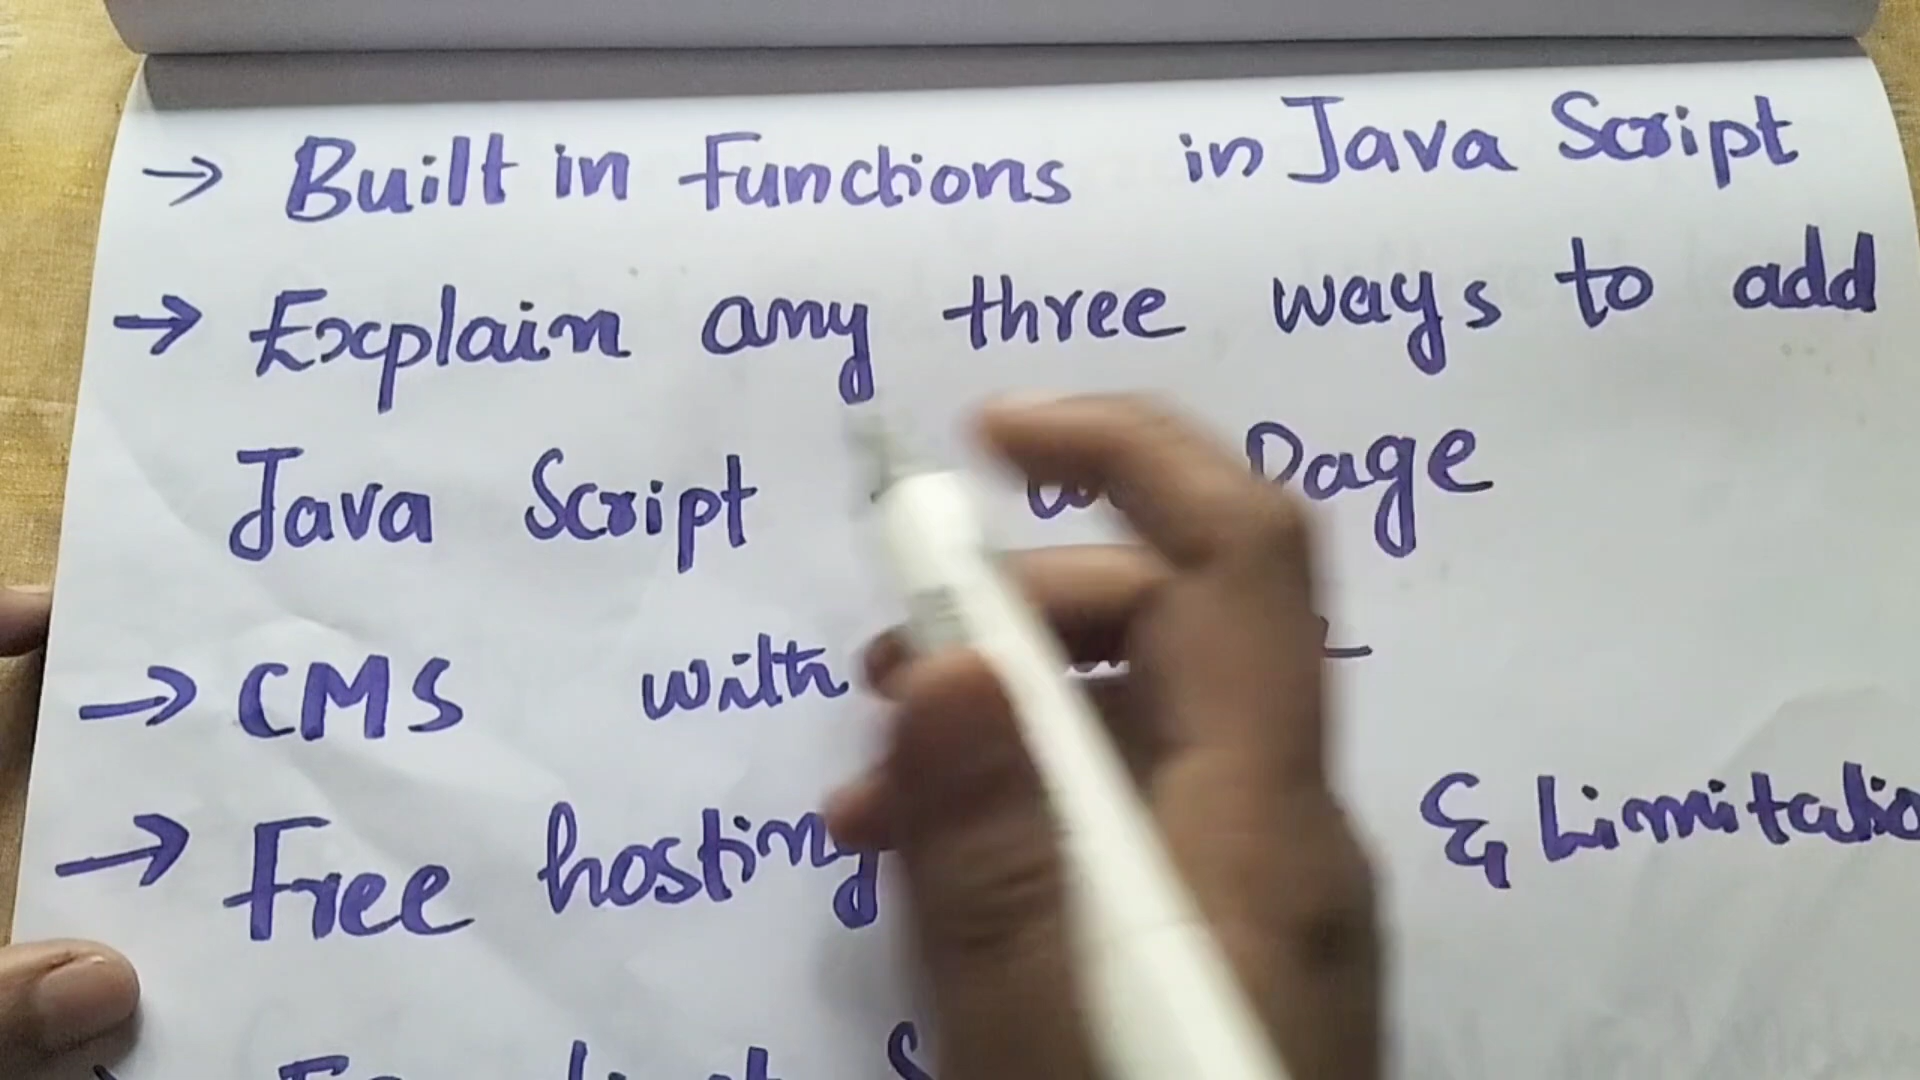 → Built in Functions in Java Script
→ Explain any three ways to add
Java Script Page
→ CMS with
→ Free hosting & Limitatio